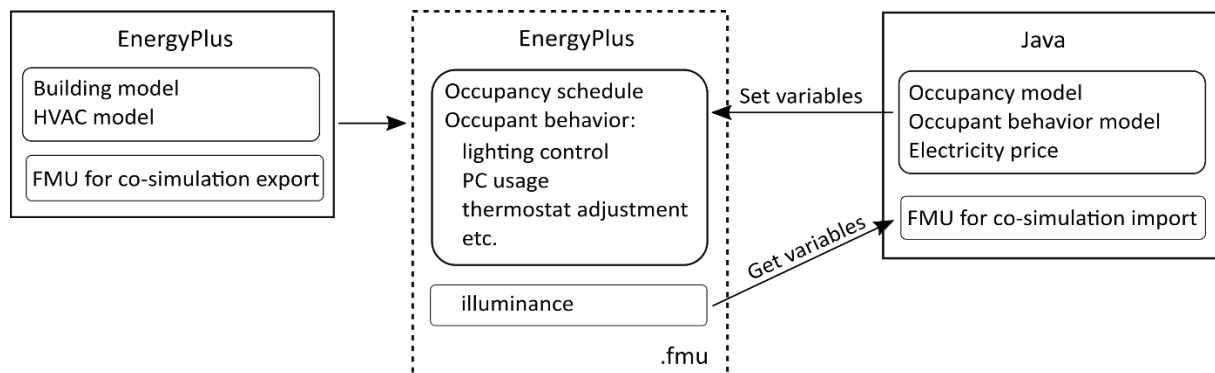 EnergyPlus
Building model
HVAC model
FMU for co-simulation export
EnergyPlus
Occupancy schedule
Occupant behavior:
lighting control
PC usage
thermostat adjustment
etc.
illuminance
.fmu
Set variables
Get variables
Java
Occupancy model
Occupant behavior model
Electricity price
FMU for co-simulation import